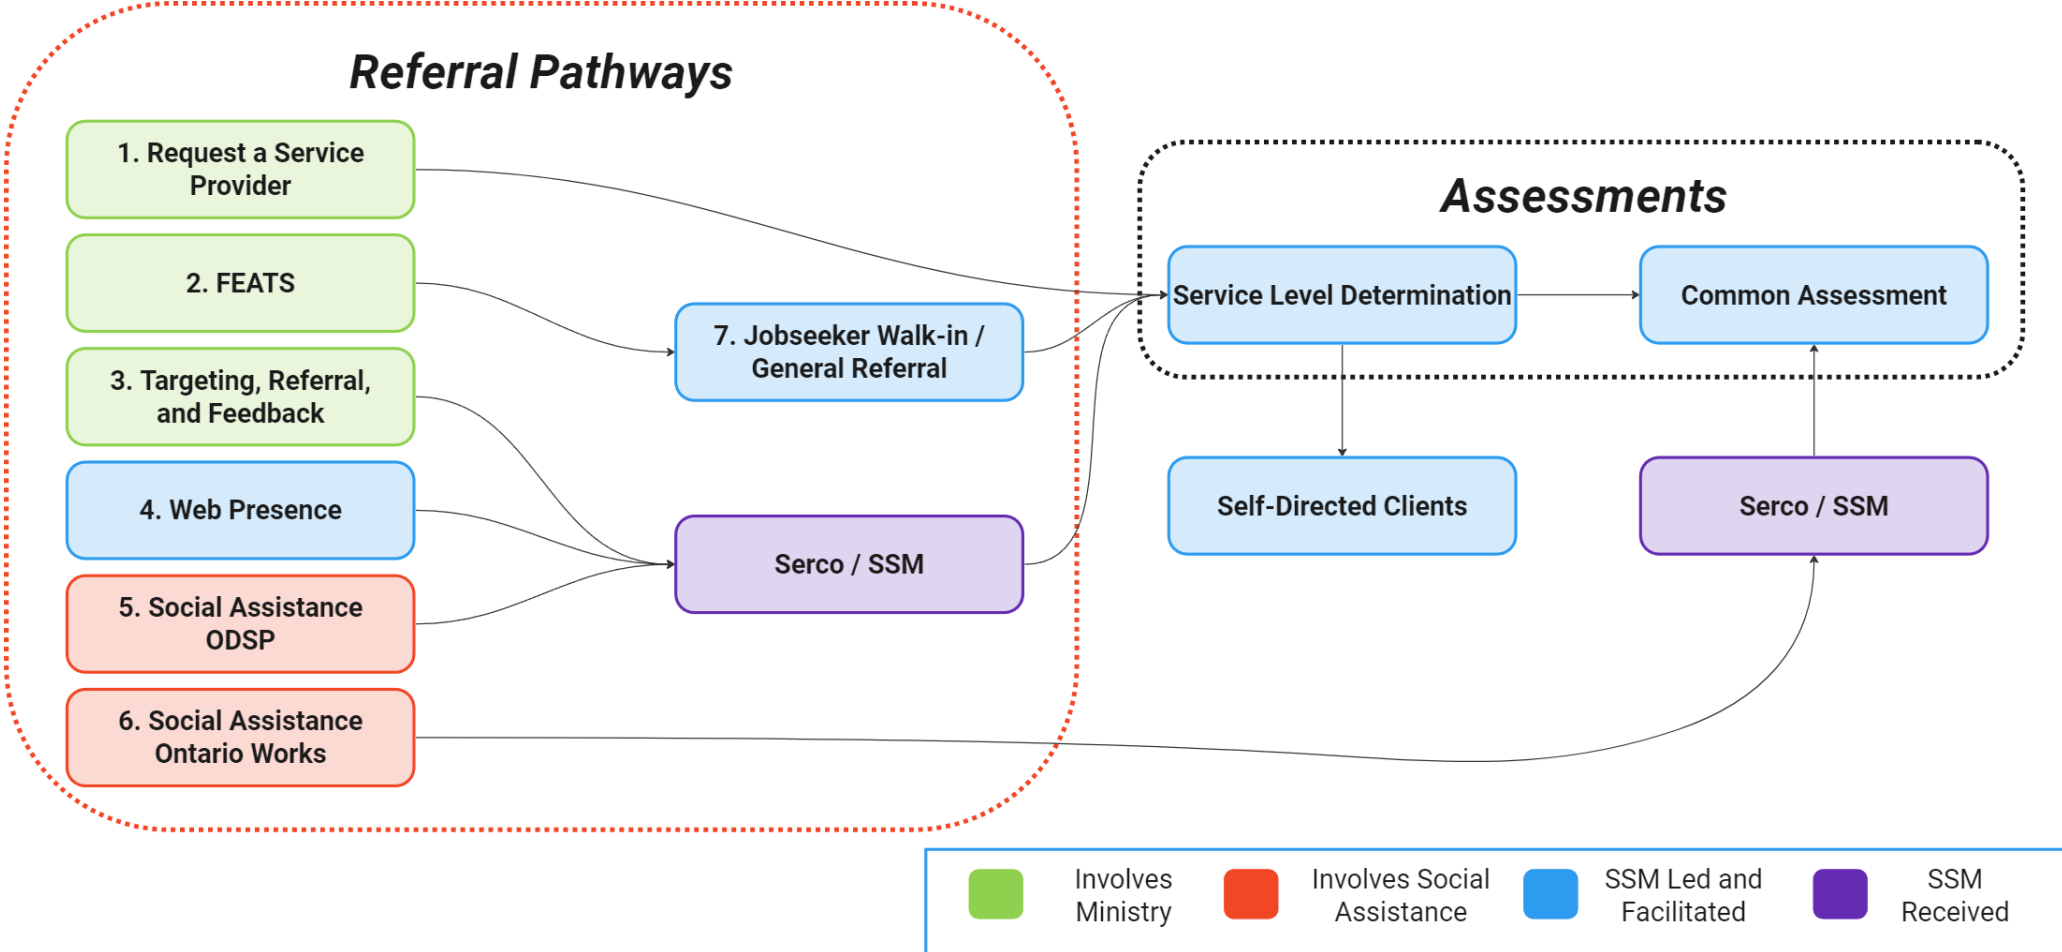 Referral Pathways
1. Request a Service
Provider
2. FEATS
3. Targeting, Referral,
and Feedback
4. Web Presence
5. Social Assistance
ODSP
6. Social Assistance
Ontario Works
7. Jobseeker Walk-in /
General Referral
Serco / SSM
Assessments
Service Level Determination
Common Assessment
Self-Directed Clients
Serco / SSM
Involves
Ministry
Involves Social
Assistance
SSM Led and
Facilitated
SSM
Received